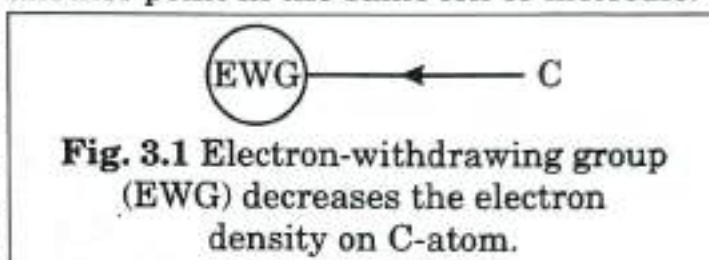 EWG C
Fig. 3.1 Electron-withdrawing group
(EWG) decreases the electron
density on C-atom.